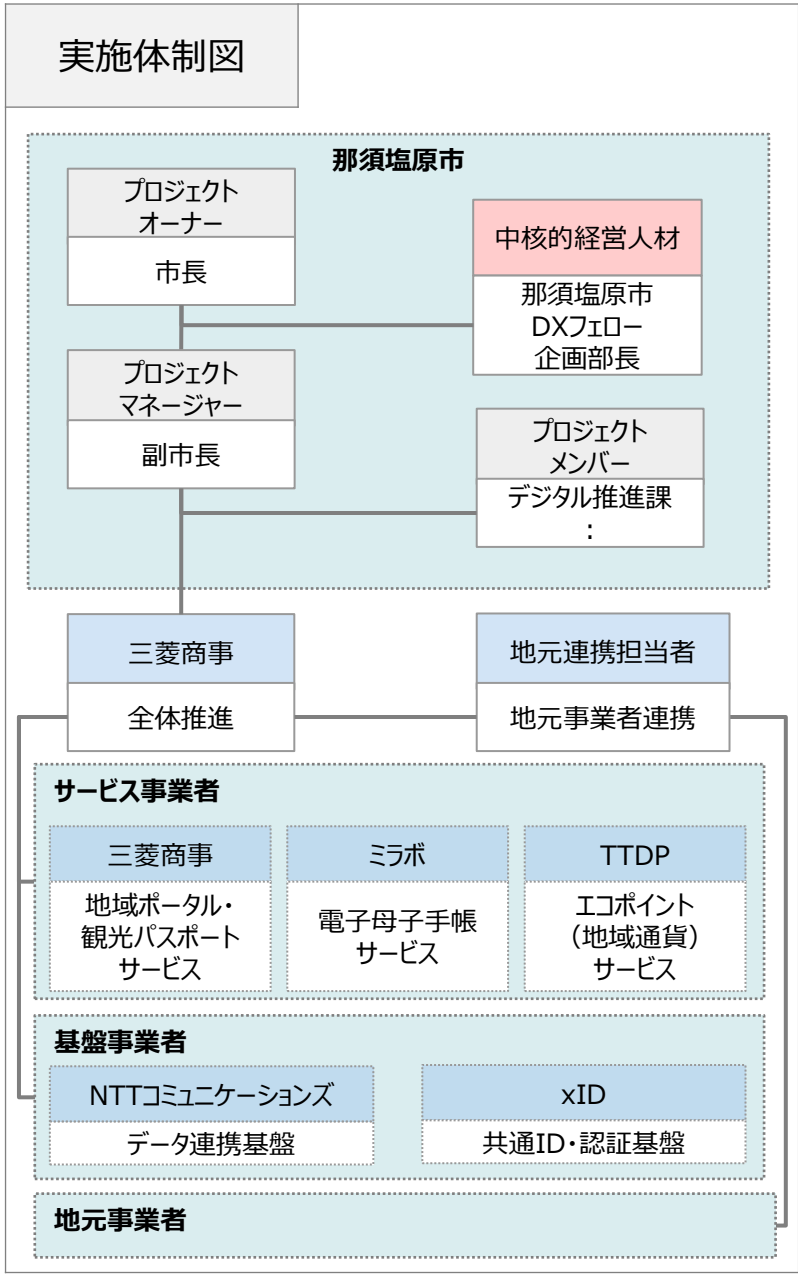 実施体制図
那須塩原市
プロジェクト
オーナー
市長
中核的経営人材
那須塩原市
DXフェロー
企画部長
プロジェクト
マネージャー
副市長
プロジェクト
メンバー
デジタル推進課
:
三菱商事
全体推進
地元連携担当者
地元事業者連携
サービス事業者
三菱商事
地域ポータル・
観光パスポート
サービス
ミラボ
電子母子手帳
サービス
TTDP
エコポイント
（地域通貨）
サービス
基盤事業者
NTTコミュニケーションズ
データ連携基盤
xID
共通ID・認証基盤
地元事業者